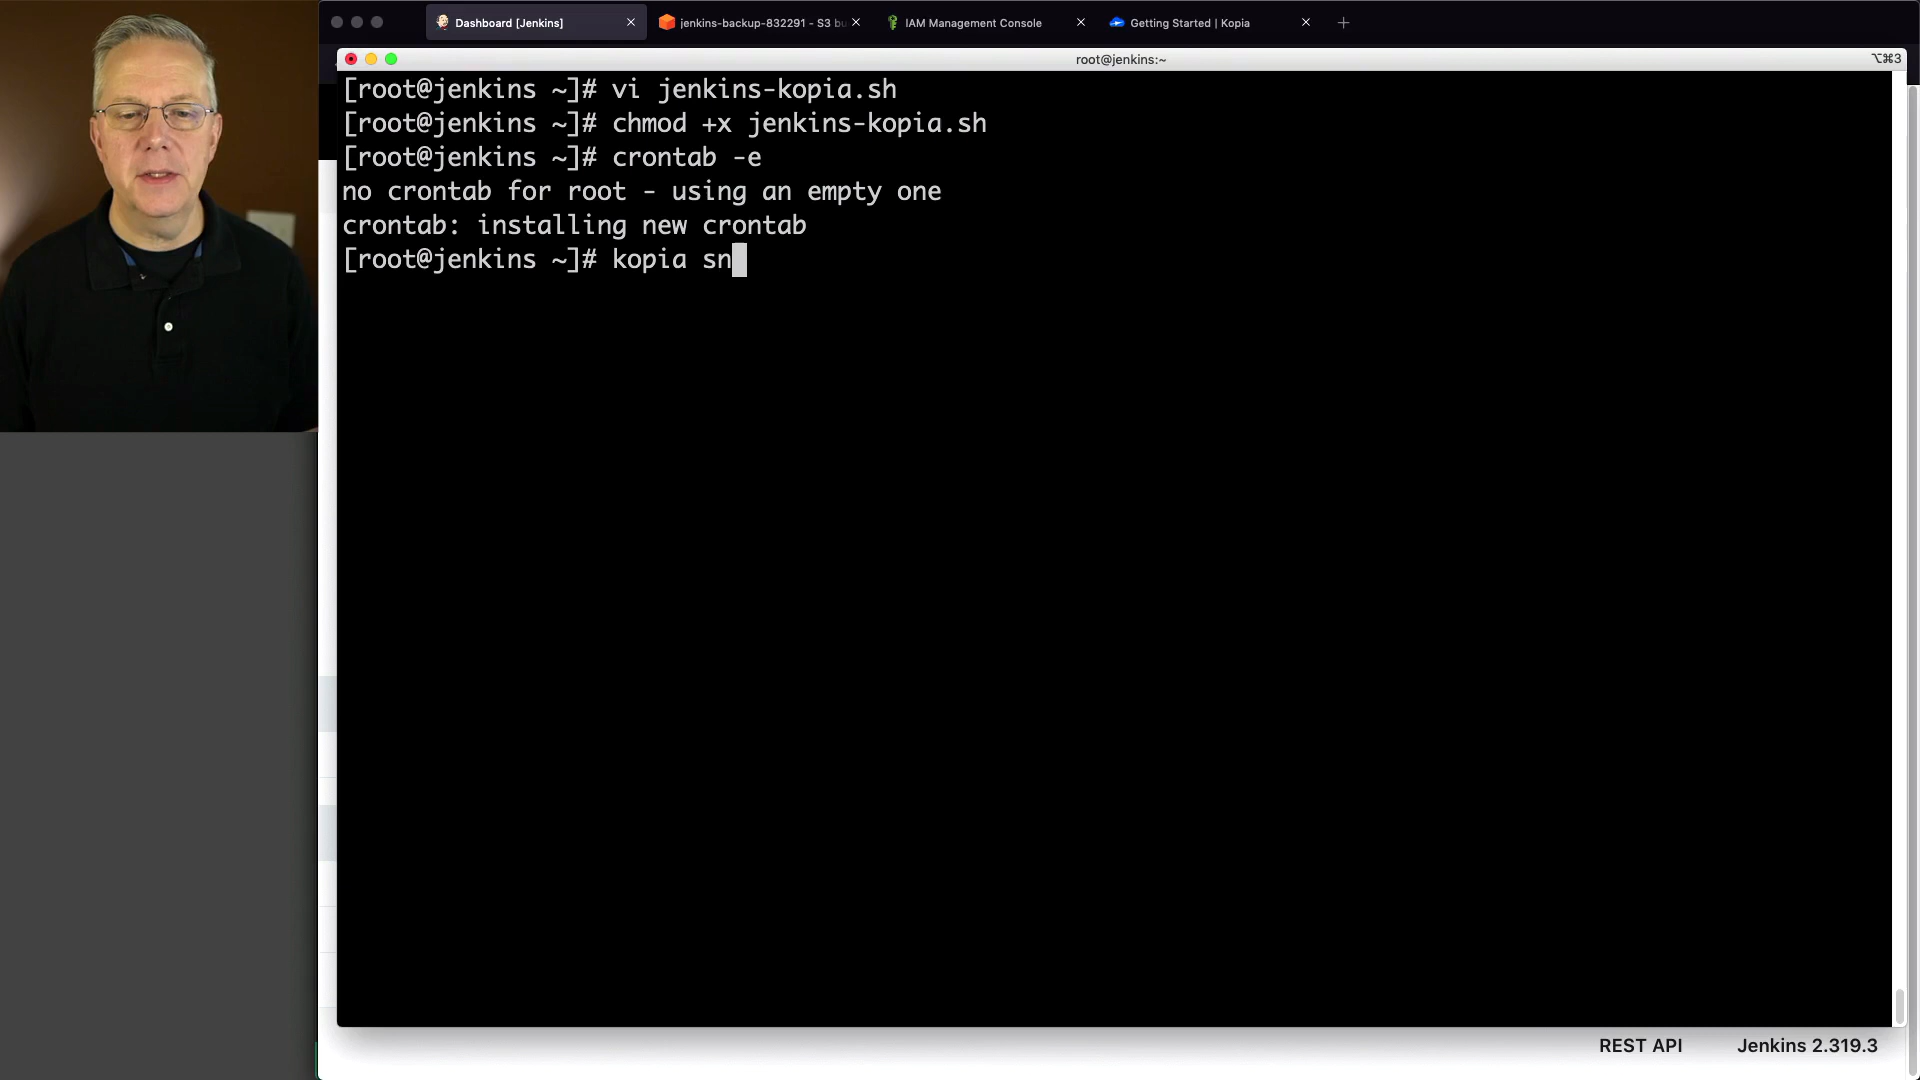 Dashboard [Jenkins]
jenkins-backup-832291 - S3 bu
IAM Management Console
Getting Started | Kopia
root@jenkins:~
⌥⌘3
[root@jenkins ~]# vi jenkins-kopia.sh
[root@jenkins ~]# chmod +x jenkins-kopia.sh
[root@jenkins ~]# crontab -e
no crontab for root - using an empty one
crontab: installing new crontab
[root@jenkins ~]# kopia sn
REST API
Jenkins 2.319.3